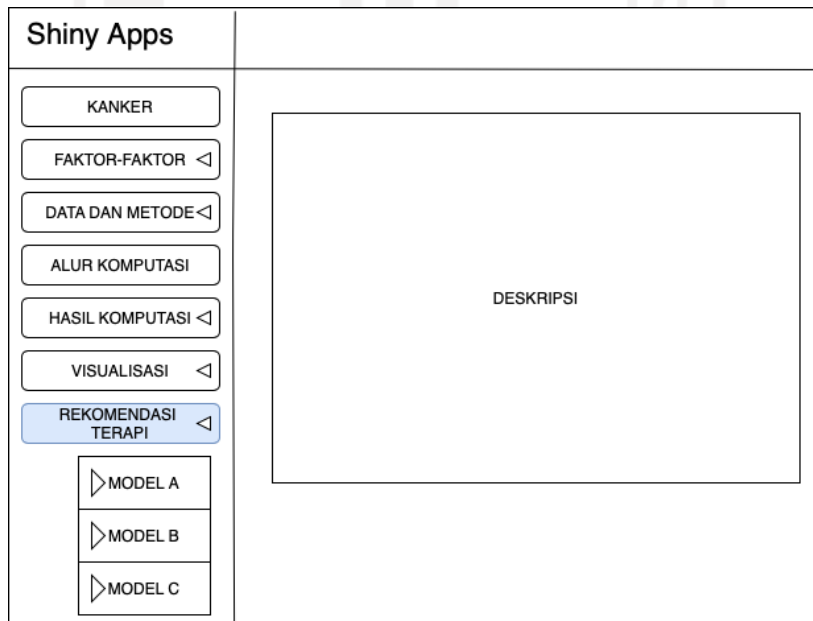 Shiny Apps
KANKER
FAKTOR-FAKTOR
DATA DAN METODE
ALUR KOMPUTASI
HASIL KOMPUTASI
VISUALISASI
REKOMENDASI
TERAPI
MODEL A
MODEL B
MODEL C
DESKRIPSI